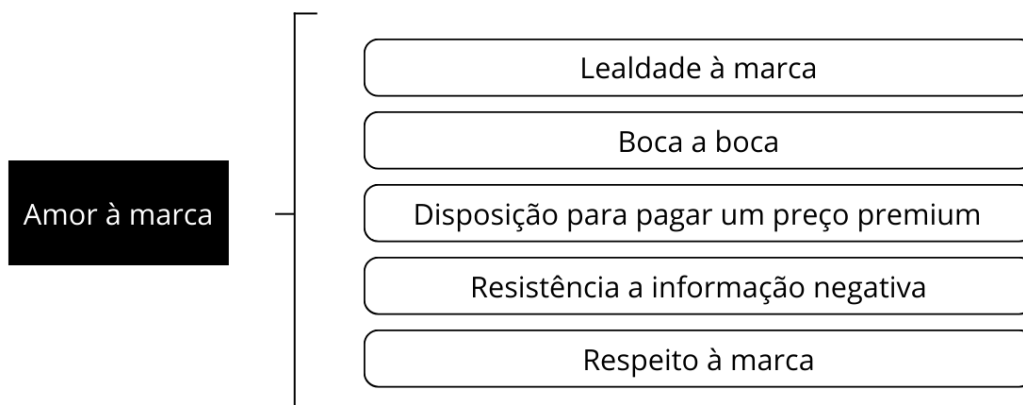 Amor à marca
Lealdade à marca
Boca a boca
Disposição para pagar um preço premium
Resistência a informação negativa
Respeito à marca